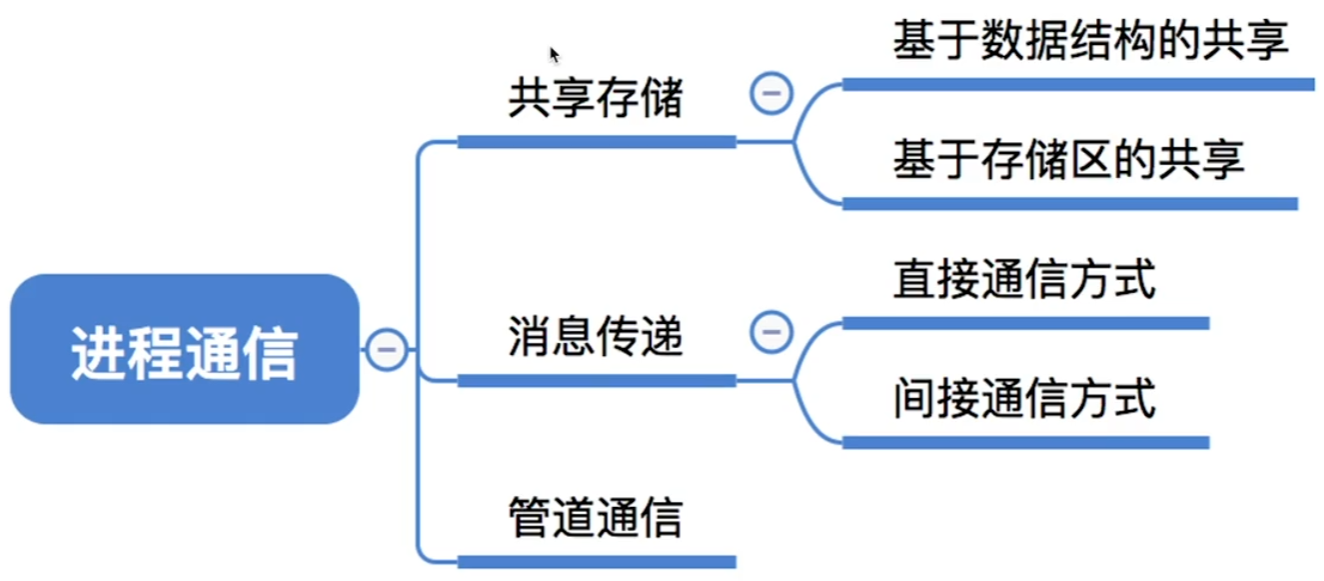 进程通信
共享存储
基于数据结构的共享
基于存储区的共享
消息传递
直接通信方式
间接通信方式
管道通信